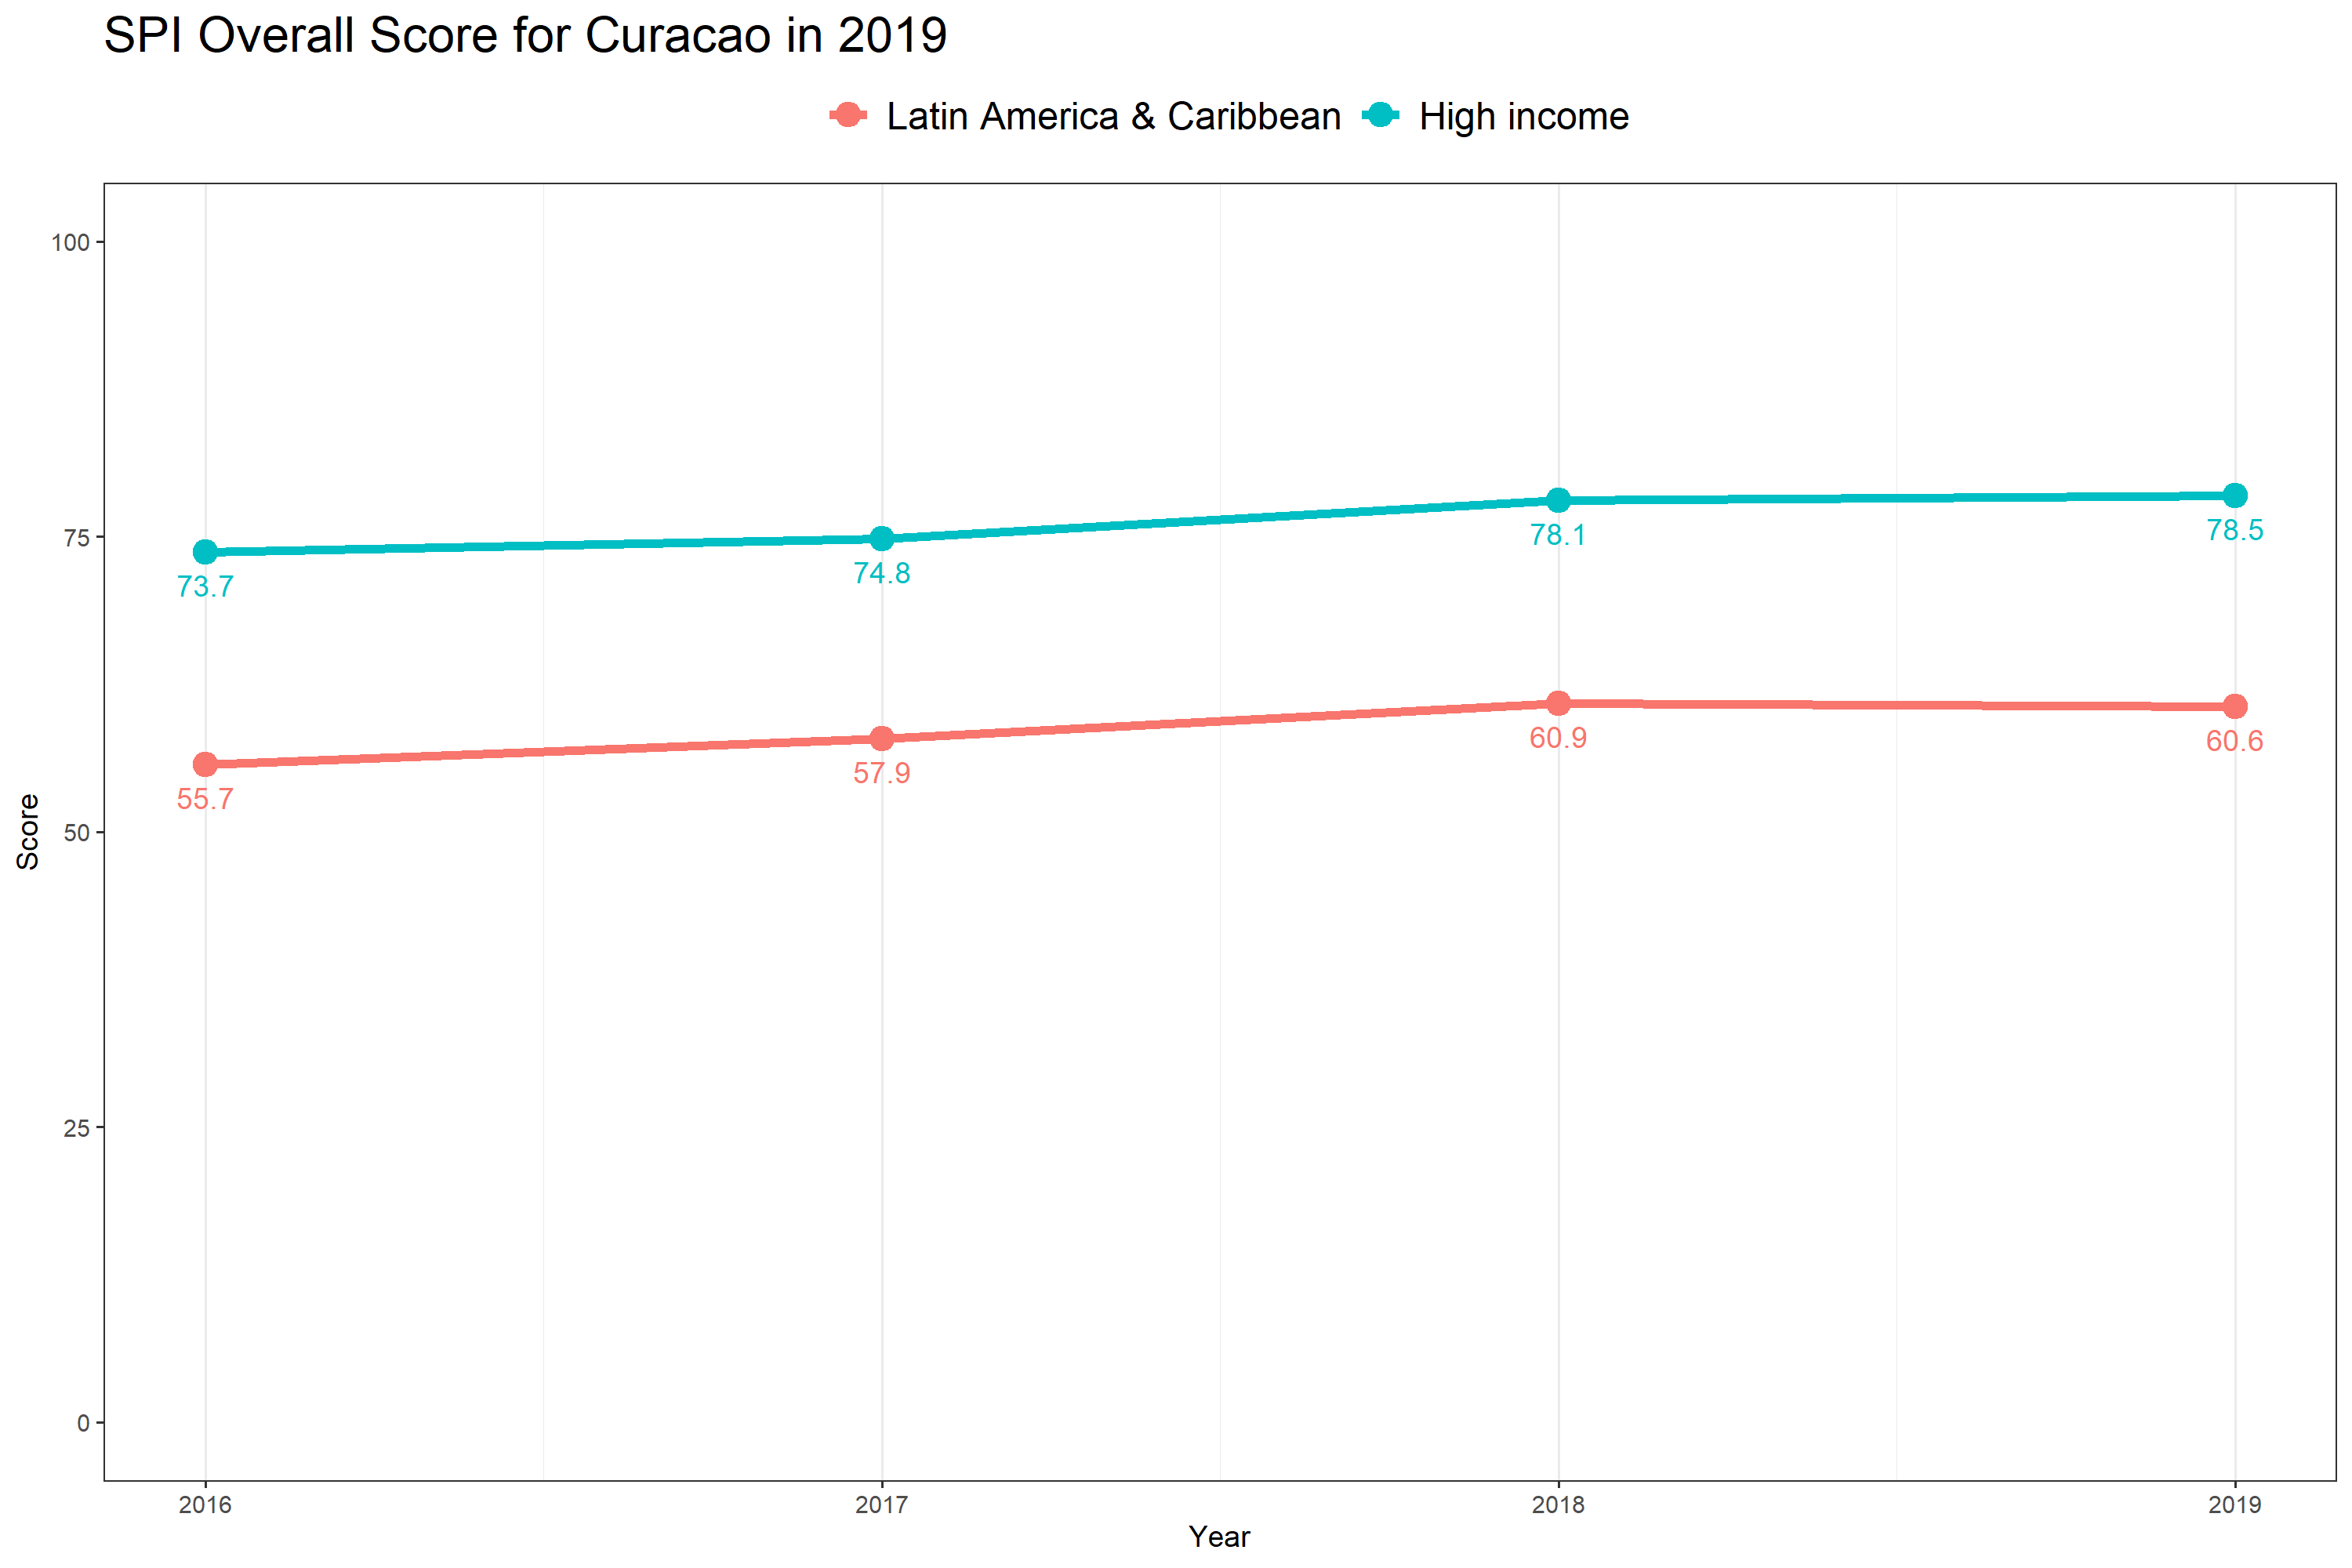 SPI Overall Score for Curacao in 2019
Latin America & Caribbean High income
100
75
50
25
0
Score
73.7
74.8
78.1
78.5
55.7
57.9
60.9
60.6
2016 2017 2018 2019
Year